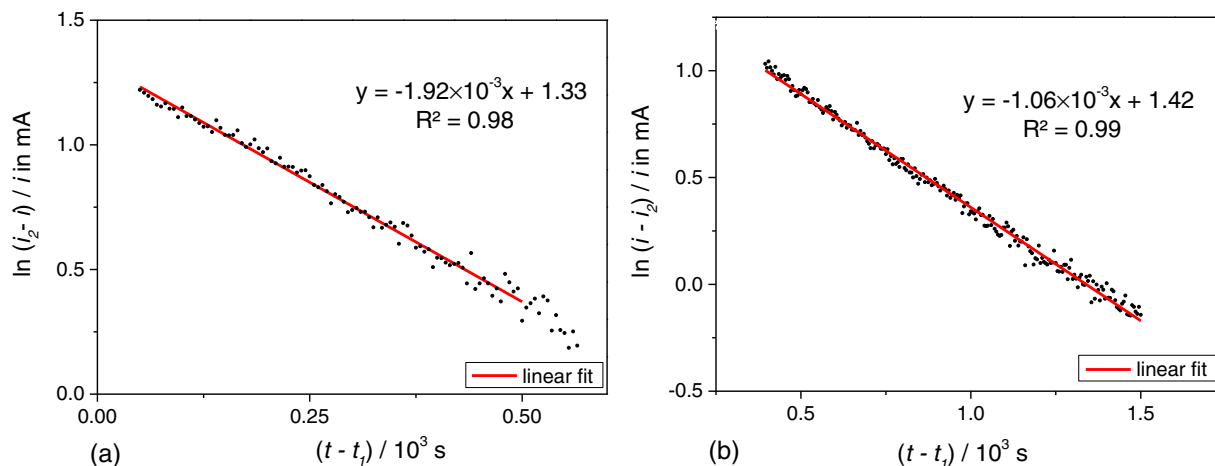 1.5
1.0
0.5
0.0
ln (i₂- i) / i in mA
y = -1.92×10⁻³x + 1.33
R² = 0.98
linear fit
0.00
0.25
0.50
(a)
(t - t₁) / 10³ s
1.0
0.5
0.0
-0.5
ln (i - i₂) / i in mA
y = -1.06×10⁻³x + 1.42
R² = 0.99
linear fit
0.5
1.0
1.5
(b)
(t - t₁) / 10³ s